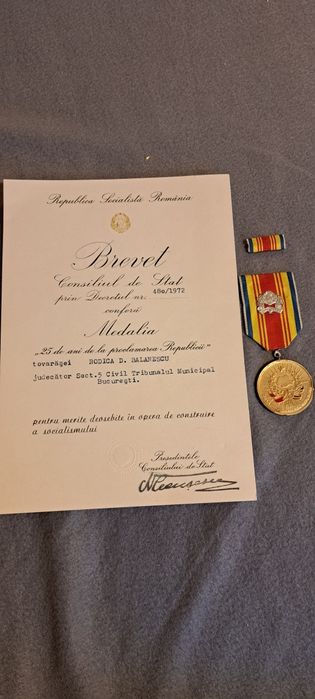 Republica Socialistă România
Brevet
Consiliul de Stat
prin Decretul nr. 480/1972
conferă
Medalia
„25 de ani de la proclamarea Republicii”
tovarăşei RODICA D. BALANESCU
judecător Sect.5 Civil Tribunalul Municipal
Bucureşti.
pentru merite deosebite în opera de construire
a socialismului
Preşedintele
Consiliului de Stat